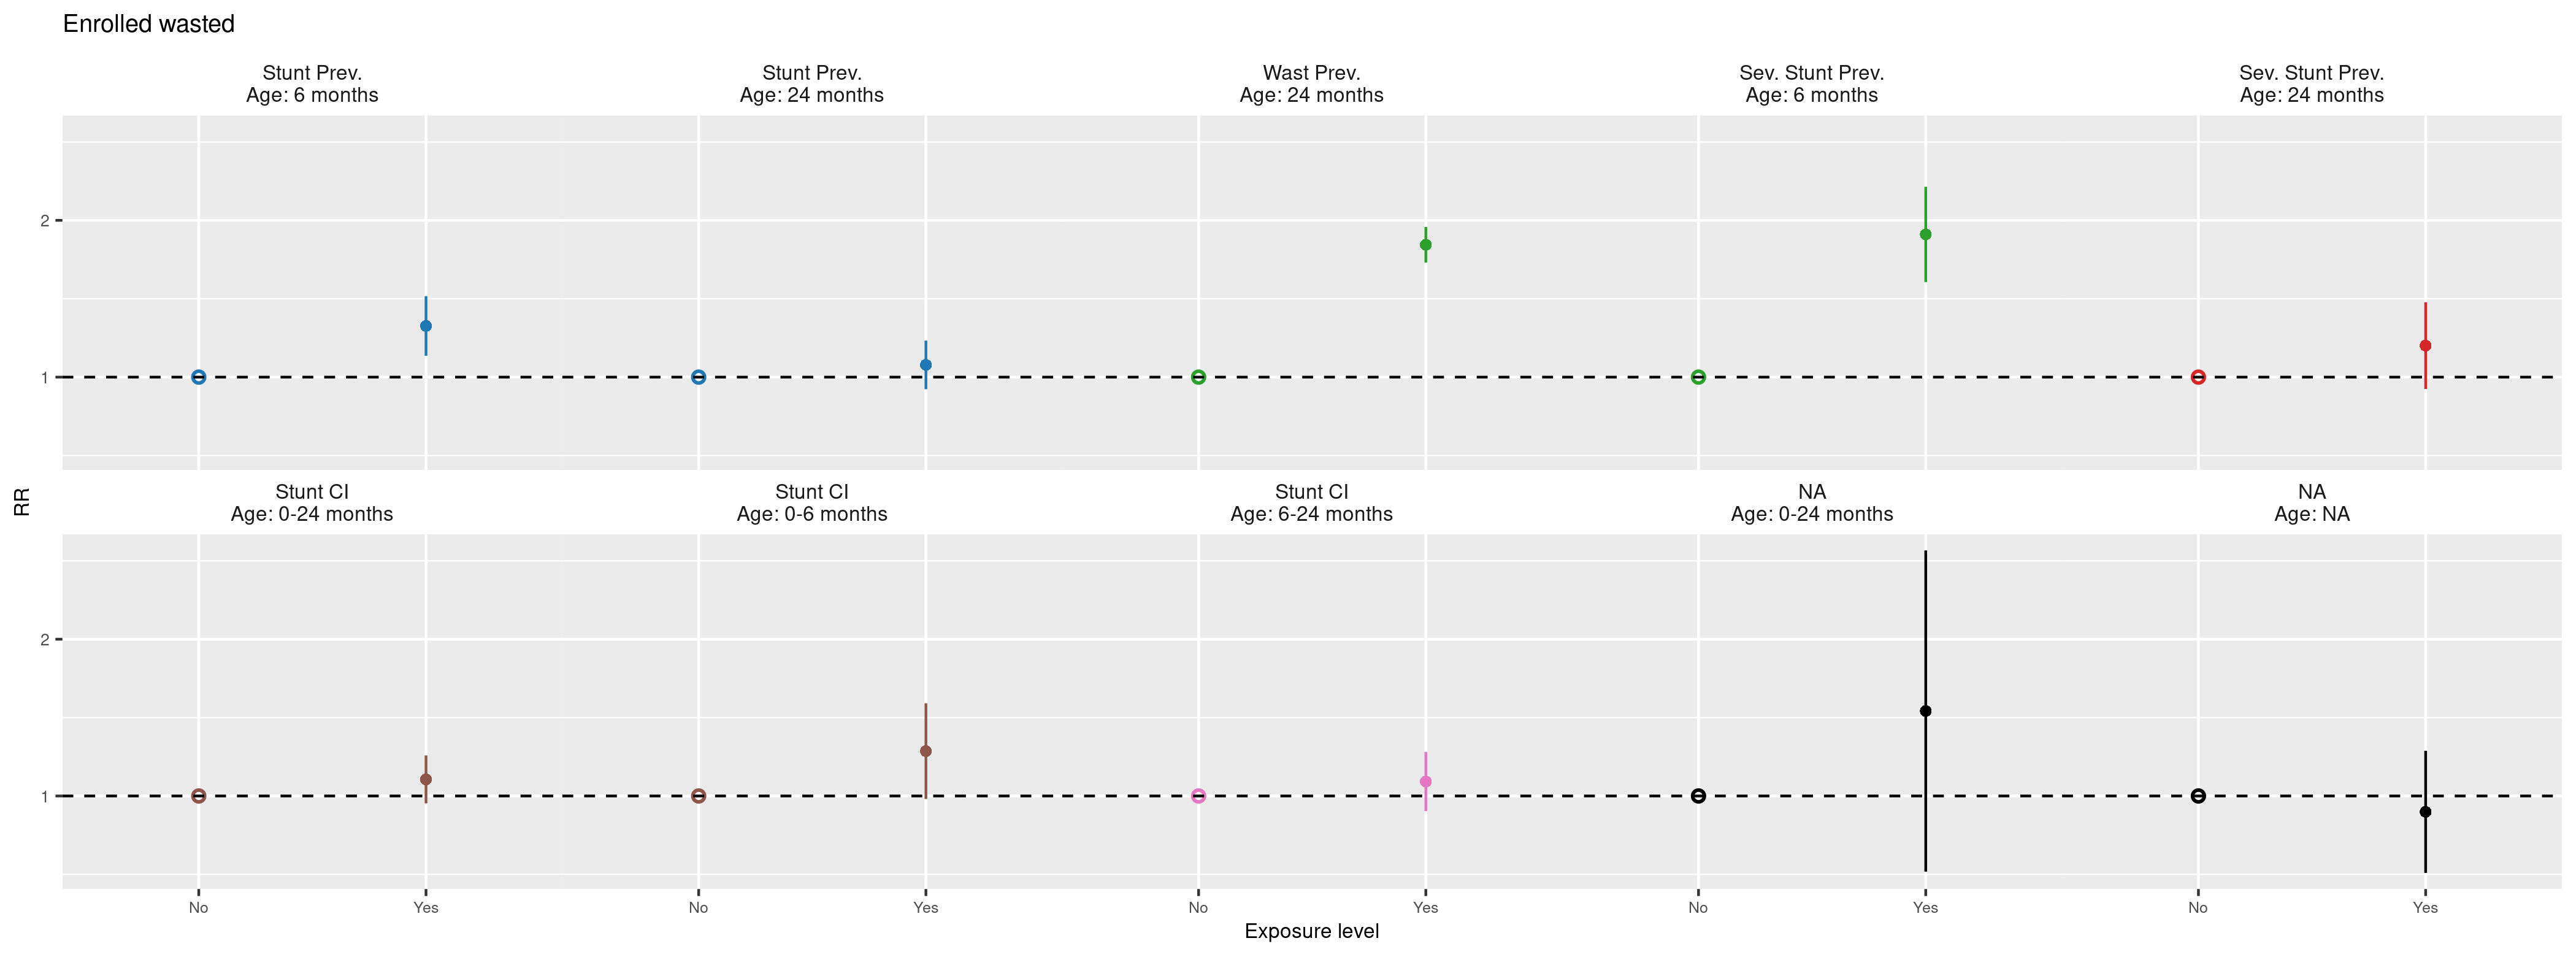 Enrolled wasted
Stunt Prev.
Age: 6 months
Stunt Prev.
Age: 24 months
Wast Prev.
Age: 24 months
Sev. Stunt Prev.
Age: 6 months
Sev. Stunt Prev.
Age: 24 months
2
1
RR
Stunt CI
Age: 0-24 months
Stunt CI
Age: 0-6 months
Stunt CI
Age: 6-24 months
NA
Age: 0-24 months
NA
Age: NA
2
1
No Yes No Yes No Yes No Yes No Yes
Exposure level